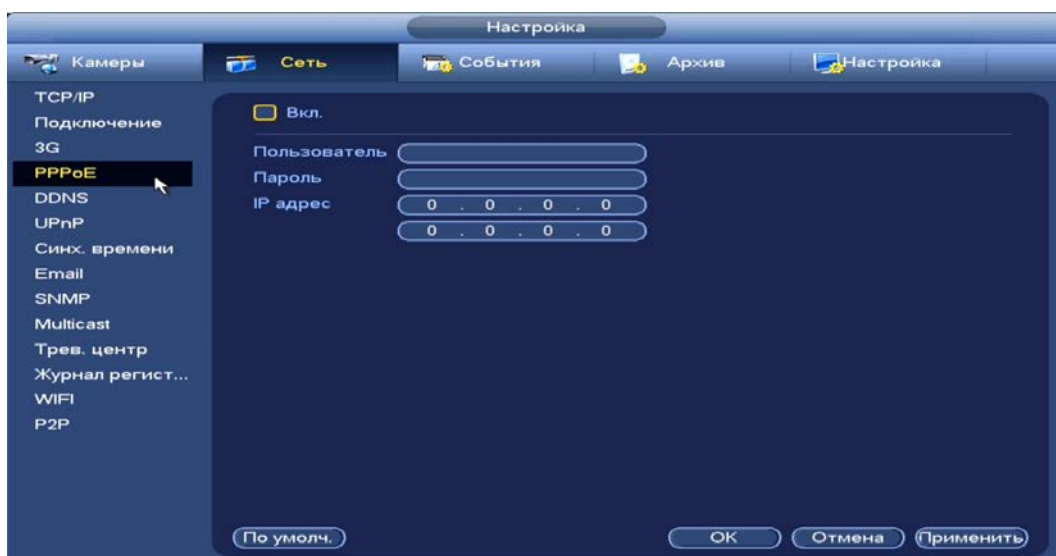 Настройка
Камеры
Сеть
События
Архив
Настройка
TCP/IP
Подключение
3G
PPPoE
DDNS
UPnP
Синх. времени
Email
SNMP
Multicast
Трев. центр
Журнал регист...
WIFI
P2P
Вкл.
Пользователь
Пароль
IP адрес 0 . 0 . 0 . 0
0 . 0 . 0 . 0
По умолч.
OK
Отмена
Применить